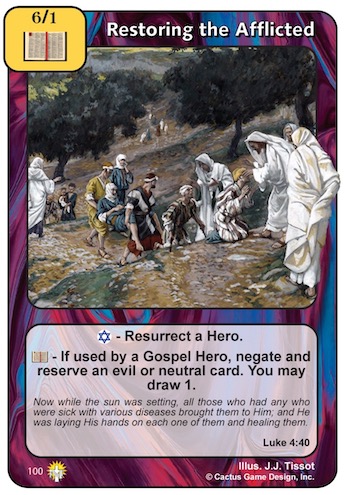 6/1
Restoring the Afflicted
- Resurrect a Hero.
- If used by a Gospel Hero, negate and
reserve an evil or neutral card. You may
draw 1.
Now while the sun was setting, all those who had any who
were sick with various diseases brought them to Him; and He
was laying His hands on each one of them and healing them.
Luke 4:40
Illus. J.J. Tissot
100
© Cactus Game Design, Inc.